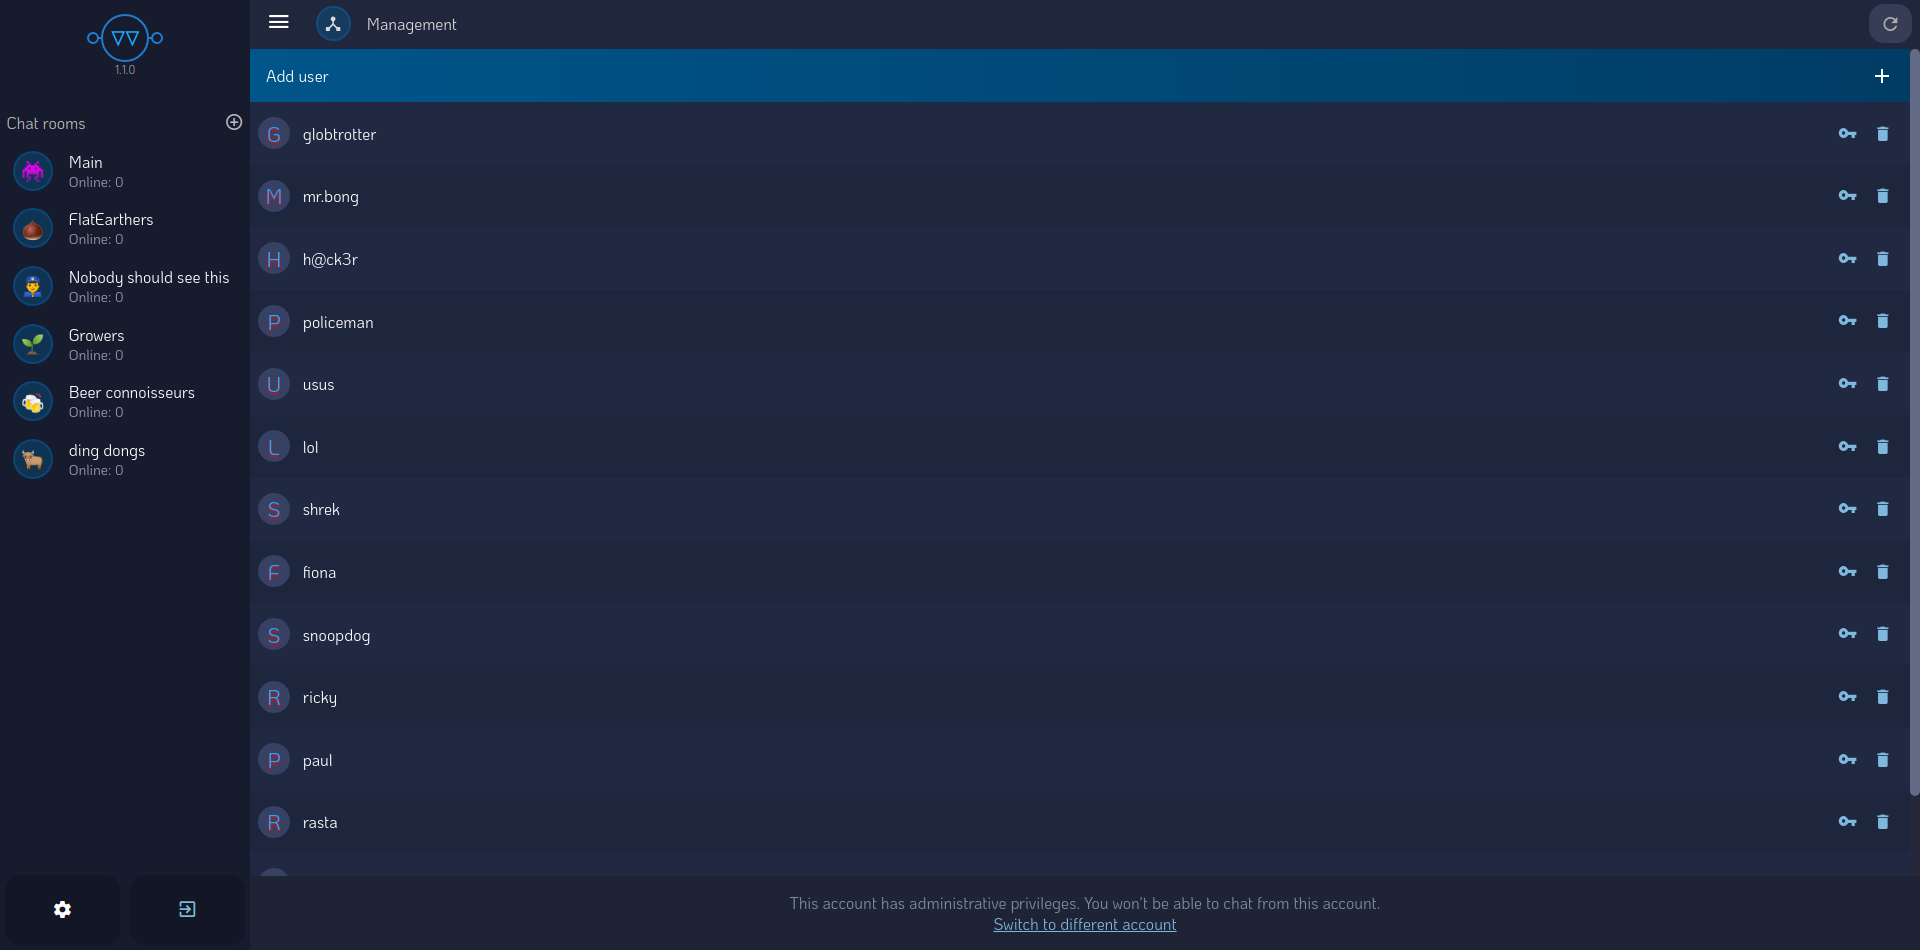 1.1.0
Chat rooms
Main
Online: 0
FlatEarthers
Online: 0
Nobody should see this
Online: 0
Growers
Online: 0
Beer connoisseurs
Online: 0
ding dongs
Online: 0
Management
Add user
G globtrotter
M mr.bong
H h@ck3r
P policeman
U usus
L lol
S shrek
F fiona
S snoopdog
R ricky
P paul
R rasta
This account has administrative privileges. You won't be able to chat from this account.
Switch to different account